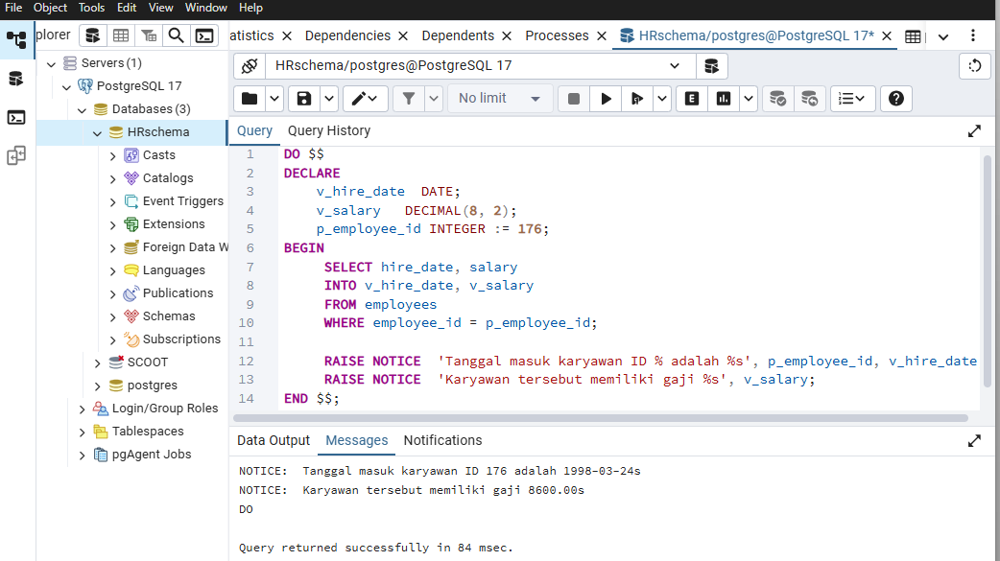 File Object Tools Edit View Window Help
plorer
atistics Dependencies Dependents Processes HRschema/postgres@PostgreSQL 17*
Servers (1)
PostgreSQL 17
Databases (3)
HRschema
Casts
Catalogs
Event Triggers
Extensions
Foreign Data W
Languages
Publications
Schemas
Subscriptions
SCOOT
postgres
Login/Group Roles
Tablespaces
pgAgent Jobs
HRschema/postgres@PostgreSQL 17
No limit
E
Query Query History
1 DO $$
2 DECLARE
3 v_hire_date DATE;
4 v_salary DECIMAL(8, 2);
5 p_employee_id INTEGER := 176;
6 BEGIN
7 SELECT hire_date, salary
8 INTO v_hire_date, v_salary
9 FROM employees
10 WHERE employee_id = p_employee_id;
11
12 RAISE NOTICE 'Tanggal masuk karyawan ID % adalah %s', p_employee_id, v_hire_date
13 RAISE NOTICE 'Karyawan tersebut memiliki gaji %s', v_salary;
14 END $$;
Data Output Messages Notifications
NOTICE: Tanggal masuk karyawan ID 176 adalah 1998-03-24s
NOTICE: Karyawan tersebut memiliki gaji 8600.00s
DO
Query returned successfully in 84 msec.